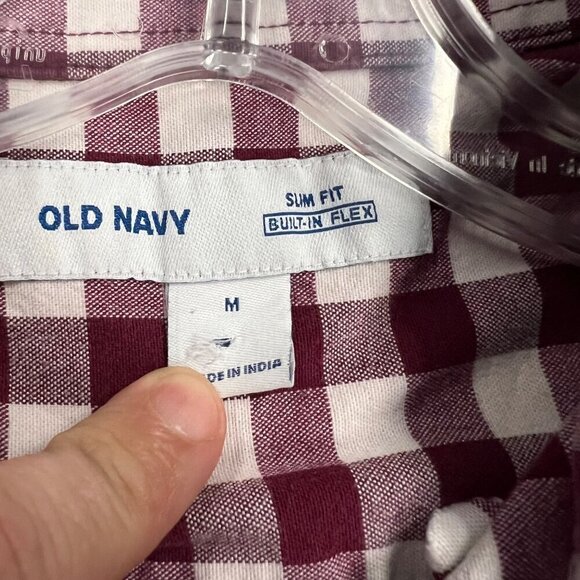 OLD NAVY
SLIM FIT
BUILT-IN FLEX
M
DE IN INDIA